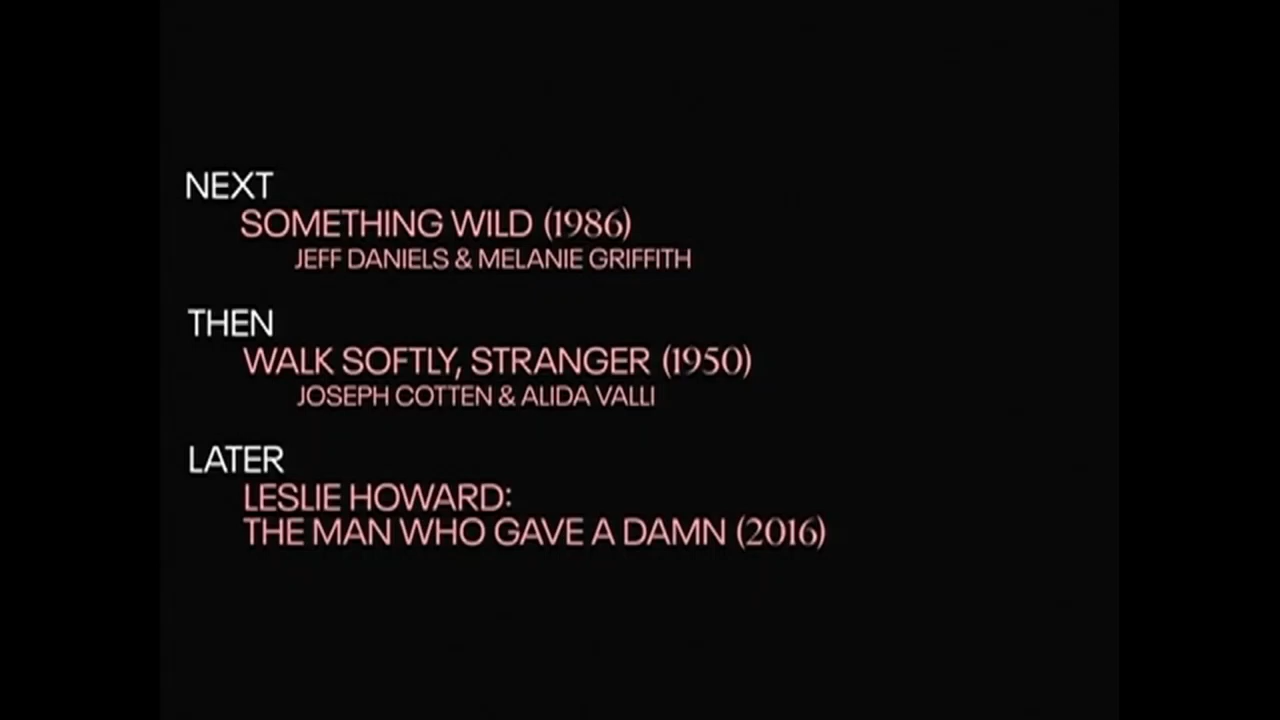 NEXT
SOMETHING WILD (1986)
JEFF DANIELS & MELANIE GRIFFITH
THEN
WALK SOFTLY, STRANGER (1950)
JOSEPH COTTEN & ALIDA VALLI
LATER
LESLIE HOWARD:
THE MAN WHO GAVE A DAMN (2016)